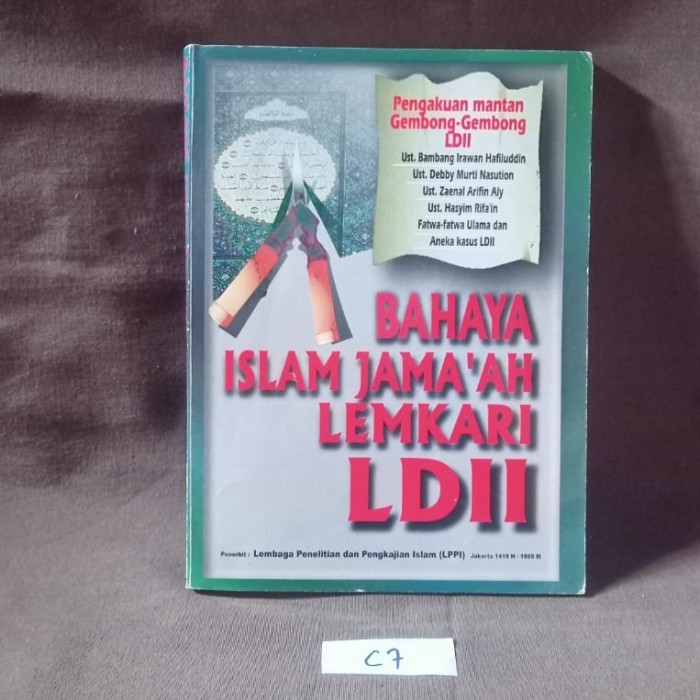 Pengakuan mantan
Gembong-Gembong
LDII
Ust. Bambang Irawan Hafiluddin
Ust. Debby Murti Nasution
Ust. Zaenal Arifin Aly
Ust. Hasyim Rifa'in
Fatwa-fatwa Ulama dan
Aneka kasus LDII
BAHAYA
ISLAM JAMA'AH
LEMKARI
LDII
Penerbit : Lembaga Penelitian dan Pengkajian Islam (LPPI) Jakarta 1419 H : 1998 M
C7